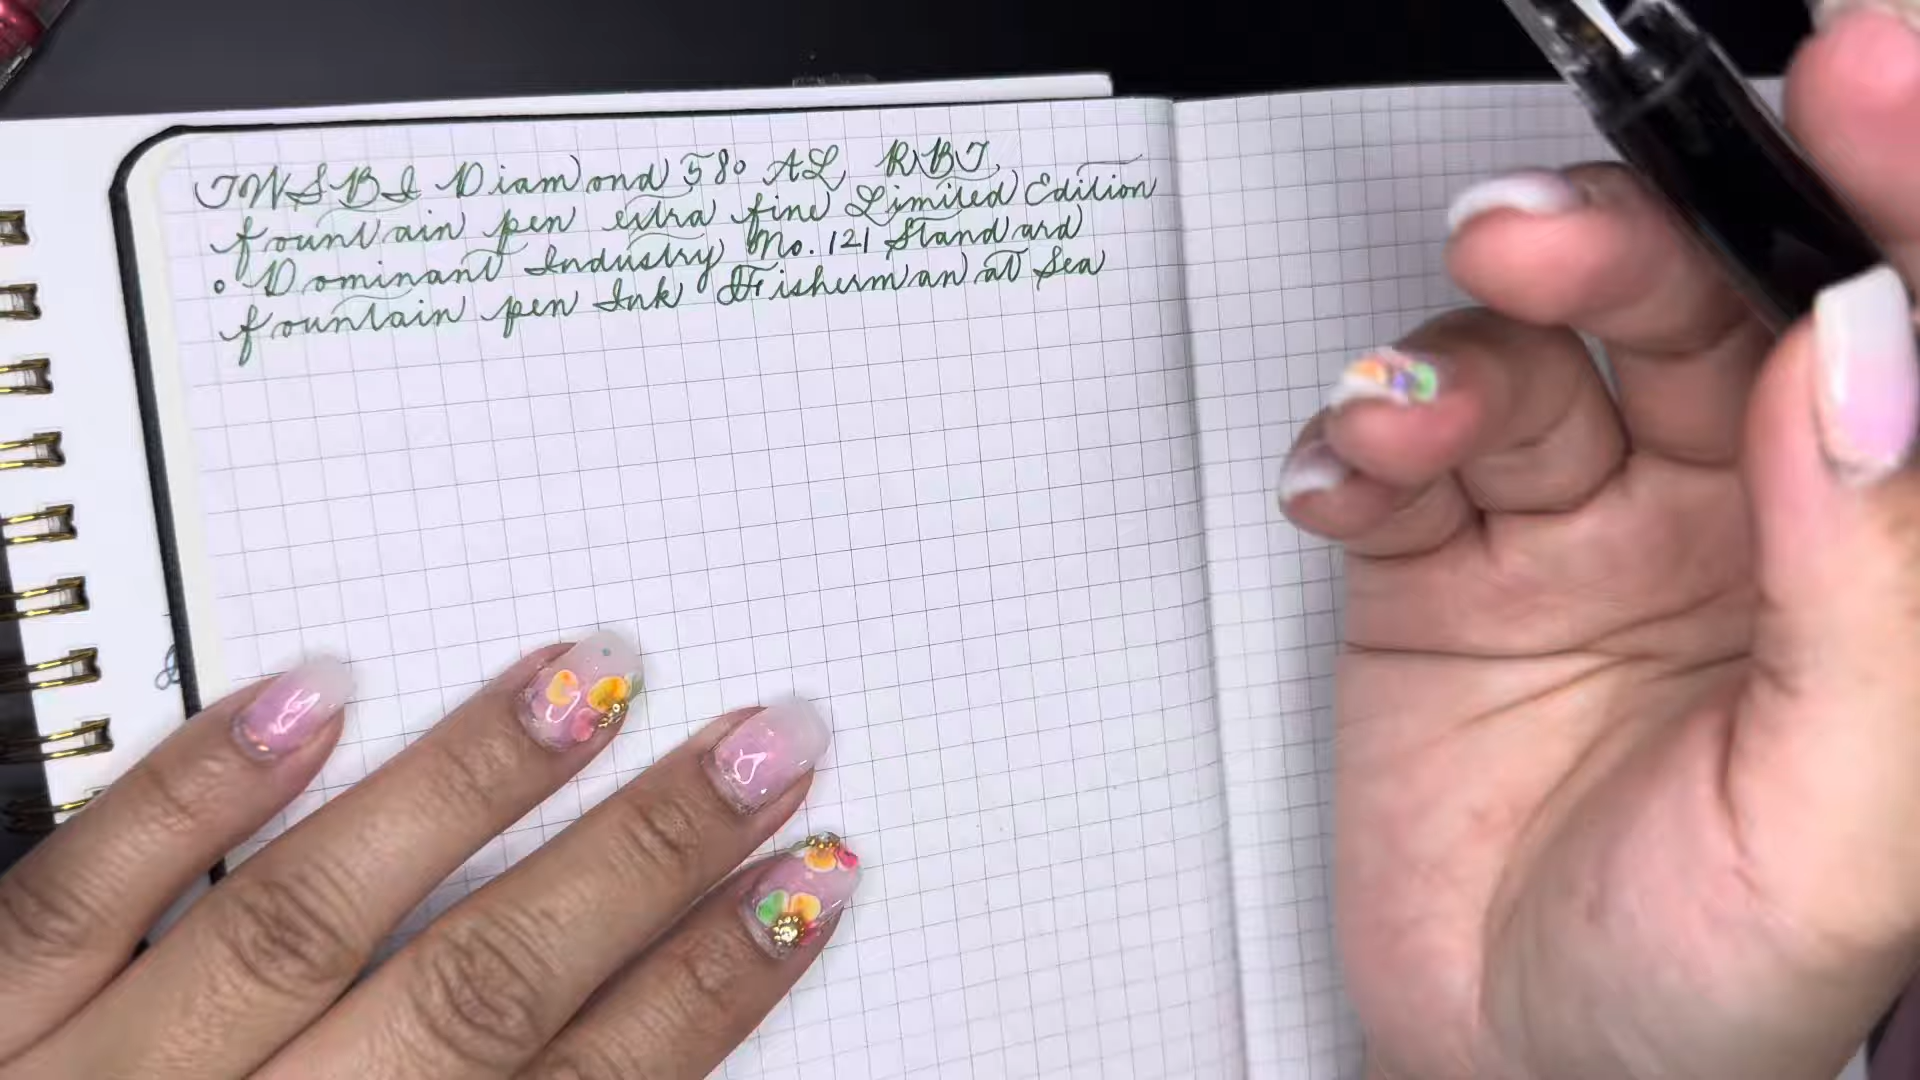 TWSBI Diamond 580 AL RBT
fountain pen extra fine Limited Edition
Dominant Industry No. 121 Standard
fountain pen Ink Fisherman at Sea